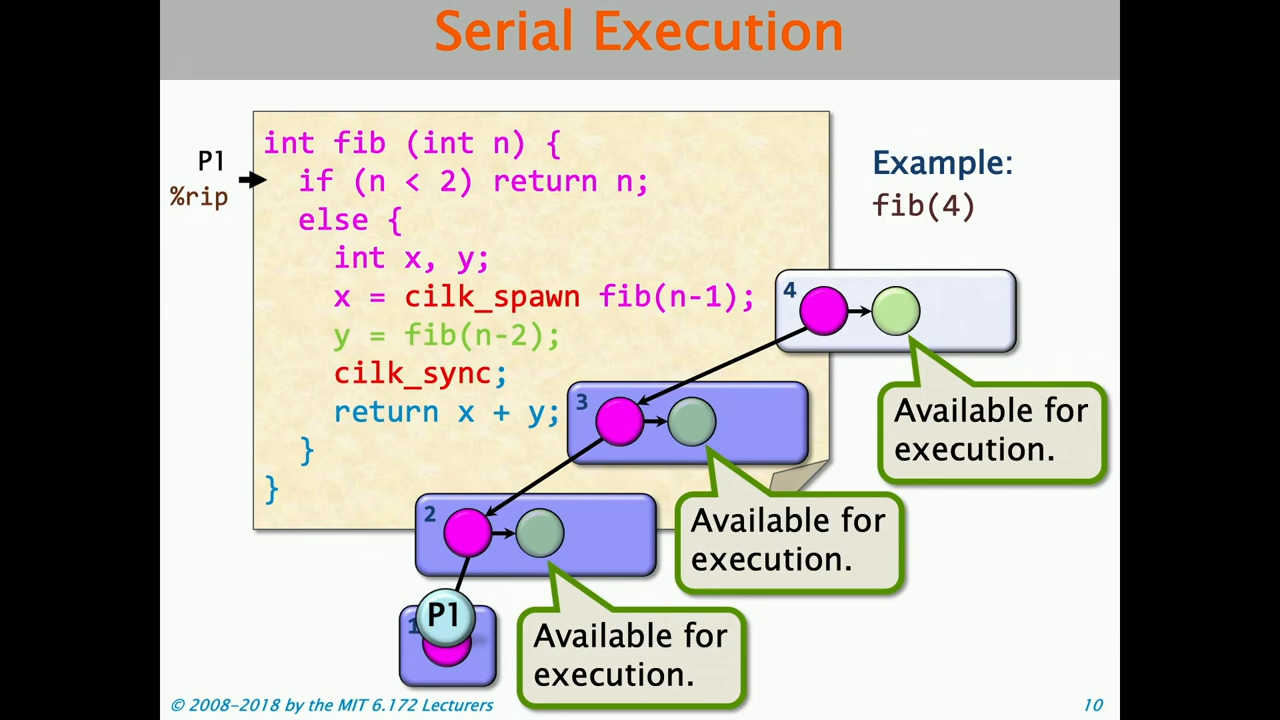 Serial Execution
P1
%rip
int fib (int n) {
if (n < 2) return n;
else {
int x, y;
x = cilk_spawn fib(n-1);
y = fib(n-2);
cilk_sync;
return x + y;
}
}
Example:
fib(4)
4
Available for
execution.
3
Available for
execution.
2
Available for
execution.
1
P1
© 2008-2018 by the MIT 6.172 Lecturers
10